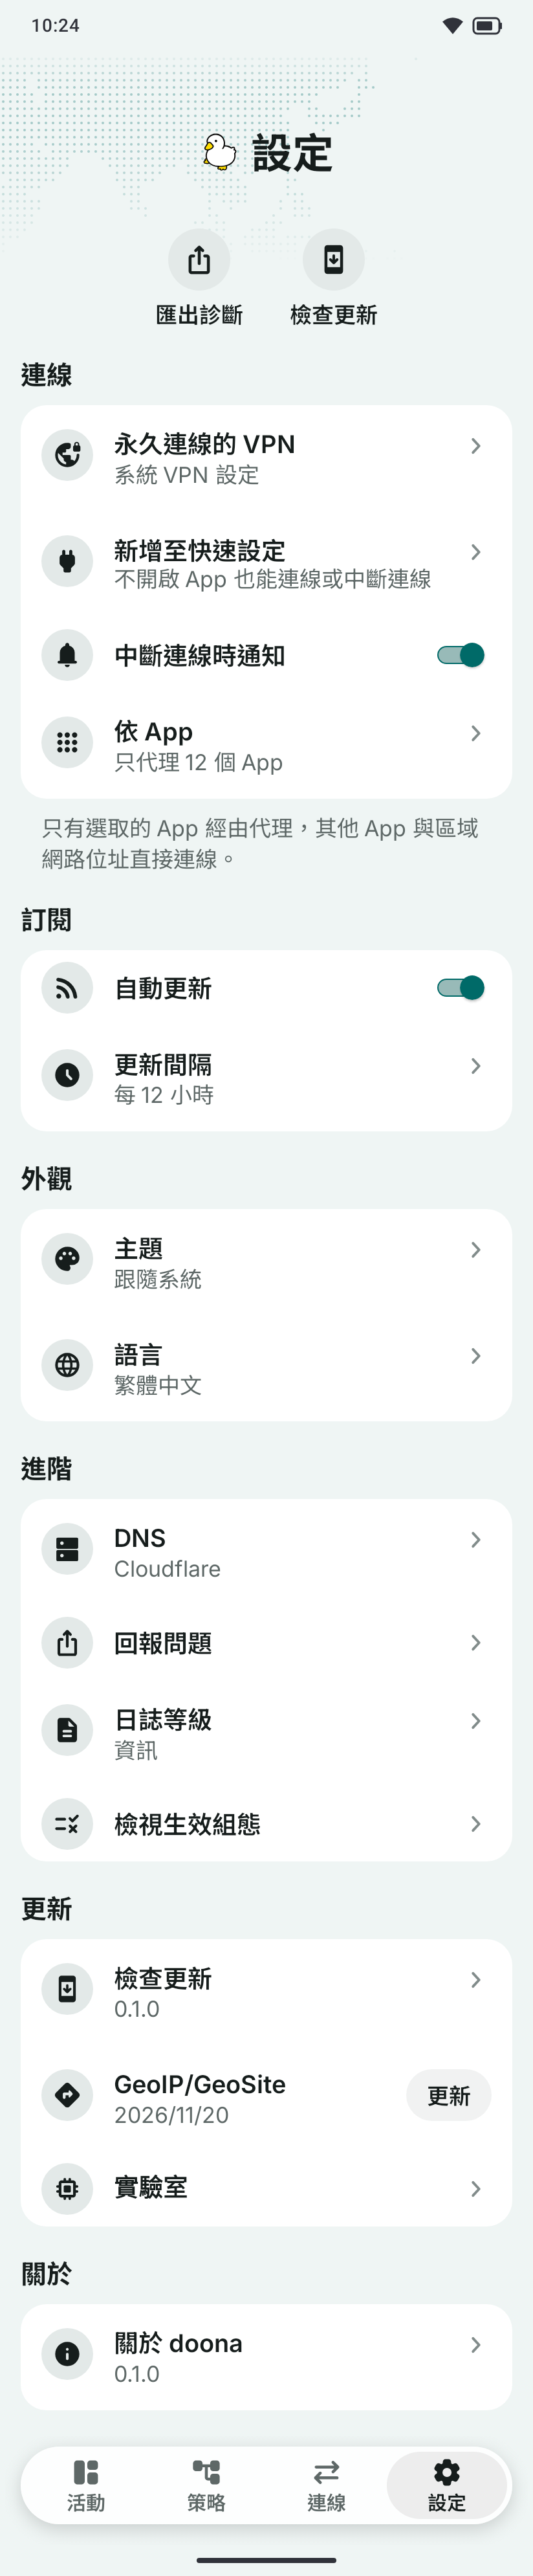 10:24
設定
匯出診斷
檢查更新
連線
永久連線的 VPN
系統 VPN 設定
新增至快速設定
不開啟 App 也能連線或中斷連線
中斷連線時通知
依 App
只代理 12 個 App
只有選取的 App 經由代理，其他 App 與區域
網路位址直接連線。
訂閱
自動更新
更新間隔
每 12 小時
外觀
主題
跟隨系統
語言
繁體中文
進階
DNS
Cloudflare
回報問題
日誌等級
資訊
檢視生效組態
更新
檢查更新
0.1.0
GeoIP/GeoSite
2026/11/20
更新
實驗室
關於
關於 doona
0.1.0
活動
策略
連線
設定